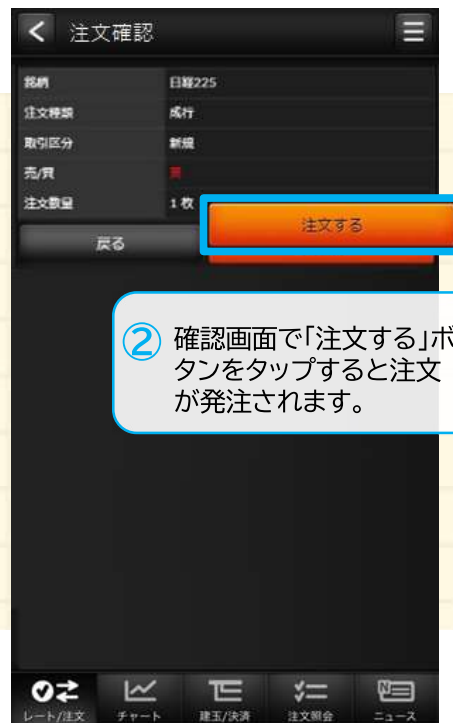 注文確認
銘柄 日経225
注文種類 成行
取引区分 新規
売/買 買
注文数量 1 枚
戻る 注文する
② 確認画面で「注文する」ボ
タンをタップすると注文
が発注されます。
レート/注文 チャート 建玉/決済 注文照会 ニュース